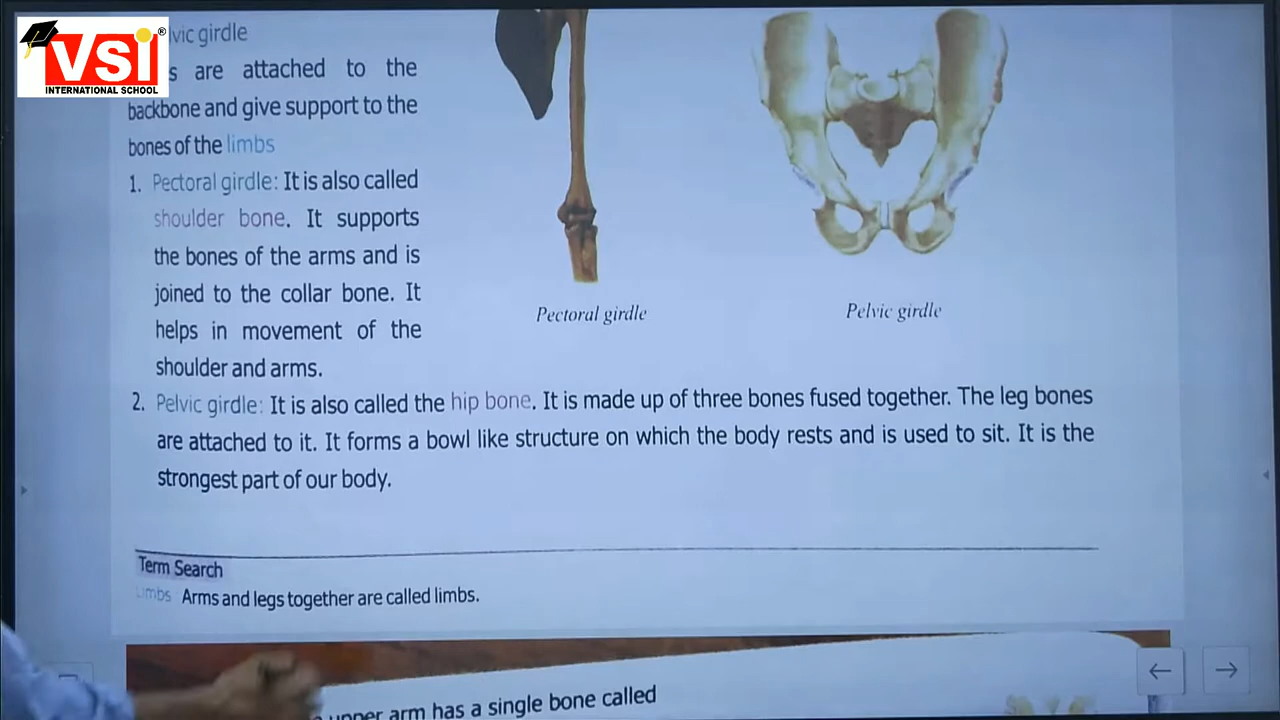 VSI®
INTERNATIONAL SCHOOL
lvic girdle
s are attached to the
backbone and give support to the
bones of the limbs
1. Pectoral girdle: It is also called
shoulder bone. It supports
the bones of the arms and is
joined to the collar bone. It
helps in movement of the
shoulder and arms.
Pectoral girdle
Pelvic girdle
2. Pelvic girdle: It is also called the hip bone. It is made up of three bones fused together. The leg bones
are attached to it. It forms a bowl like structure on which the body rests and is used to sit. It is the
strongest part of our body.
Term Search
Limbs Arms and legs together are called limbs.
upper arm has a single bone called